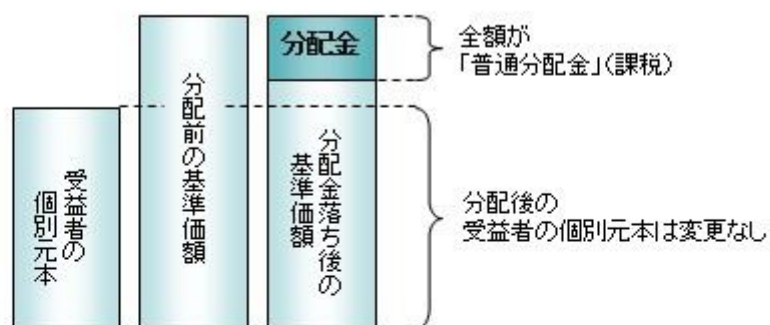 受益者の
個別元本
分配前の基準価額
分配金
分配金落ち後の
基準価額
全額が
「普通分配金」(課税)
分配後の
受益者の個別元本は変更なし